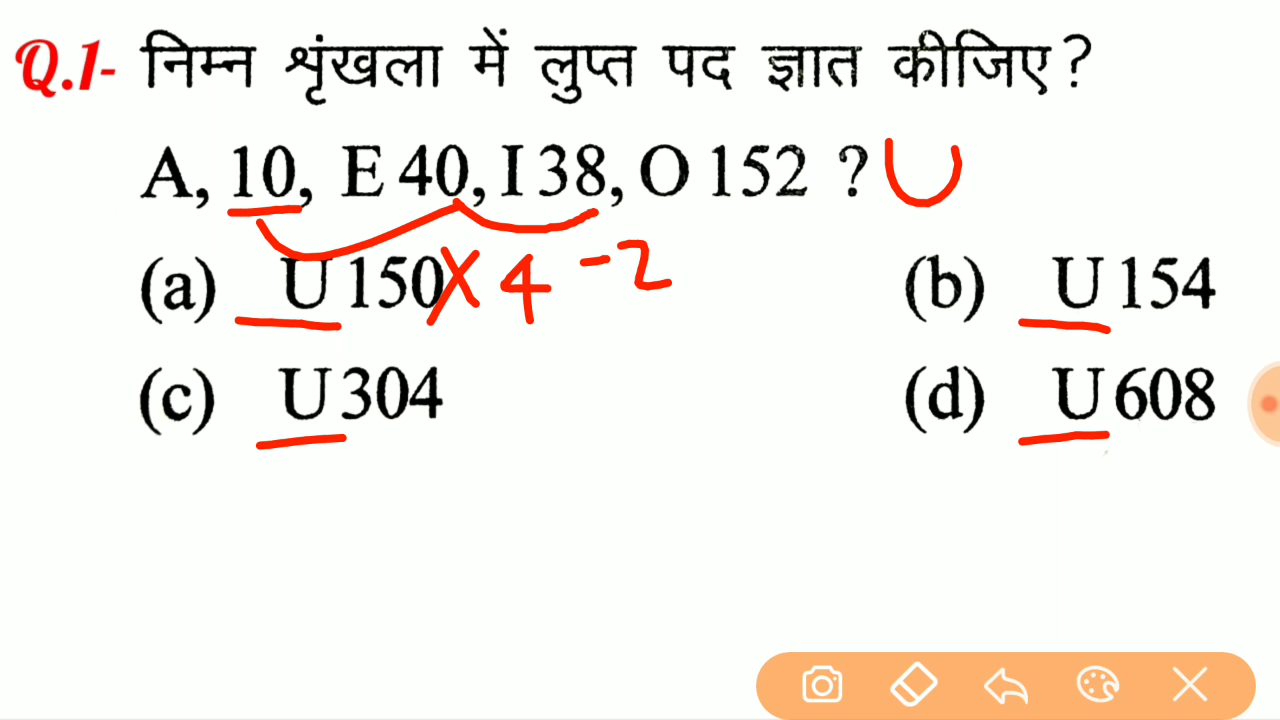 Q.1- निम्न शृंखला में लुप्त पद ज्ञात कीजिए?
A, 10, E 40, I 38, O 152 ? U
(a) U 150 × 4 -2 (b) U 154
(c) U 304 (d) U 608